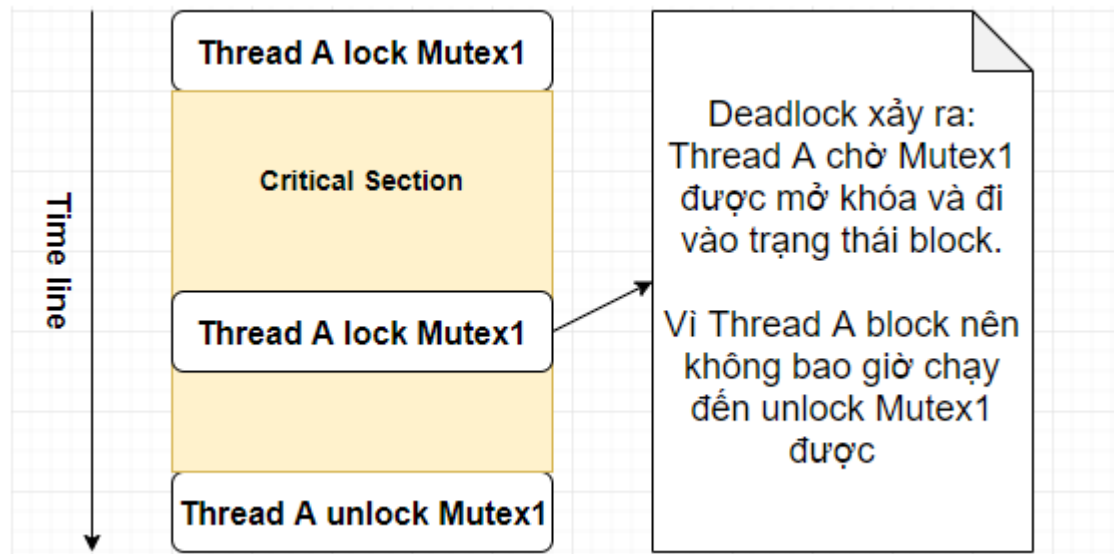 Thread A lock Mutex1
Critical Section
Time line
Thread A lock Mutex1
Thread A unlock Mutex1
Deadlock xảy ra:
Thread A chờ Mutex1
được mở khóa và đi
vào trạng thái block.
Vì Thread A block nên
không bao giờ chạy
đến unlock Mutex1
được